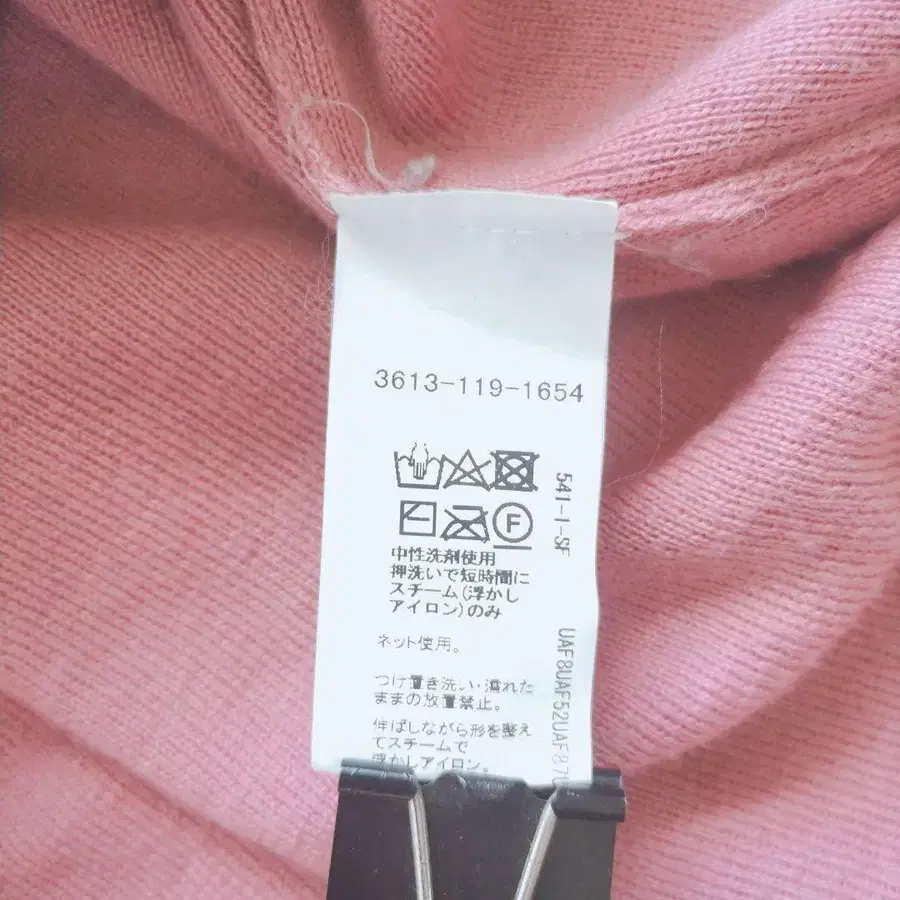 3613-119-1654
F
中性洗剤使用
押洗いで短時間に
スチーム(浮かし
アイロン)のみ
ネット使用。
つけ置き洗い・濡れた
ままの放置禁止。
伸ばしながら形を整え
てスチームで
浮かしアイロン。
541-1-SF
UAF8UAF52UAF87